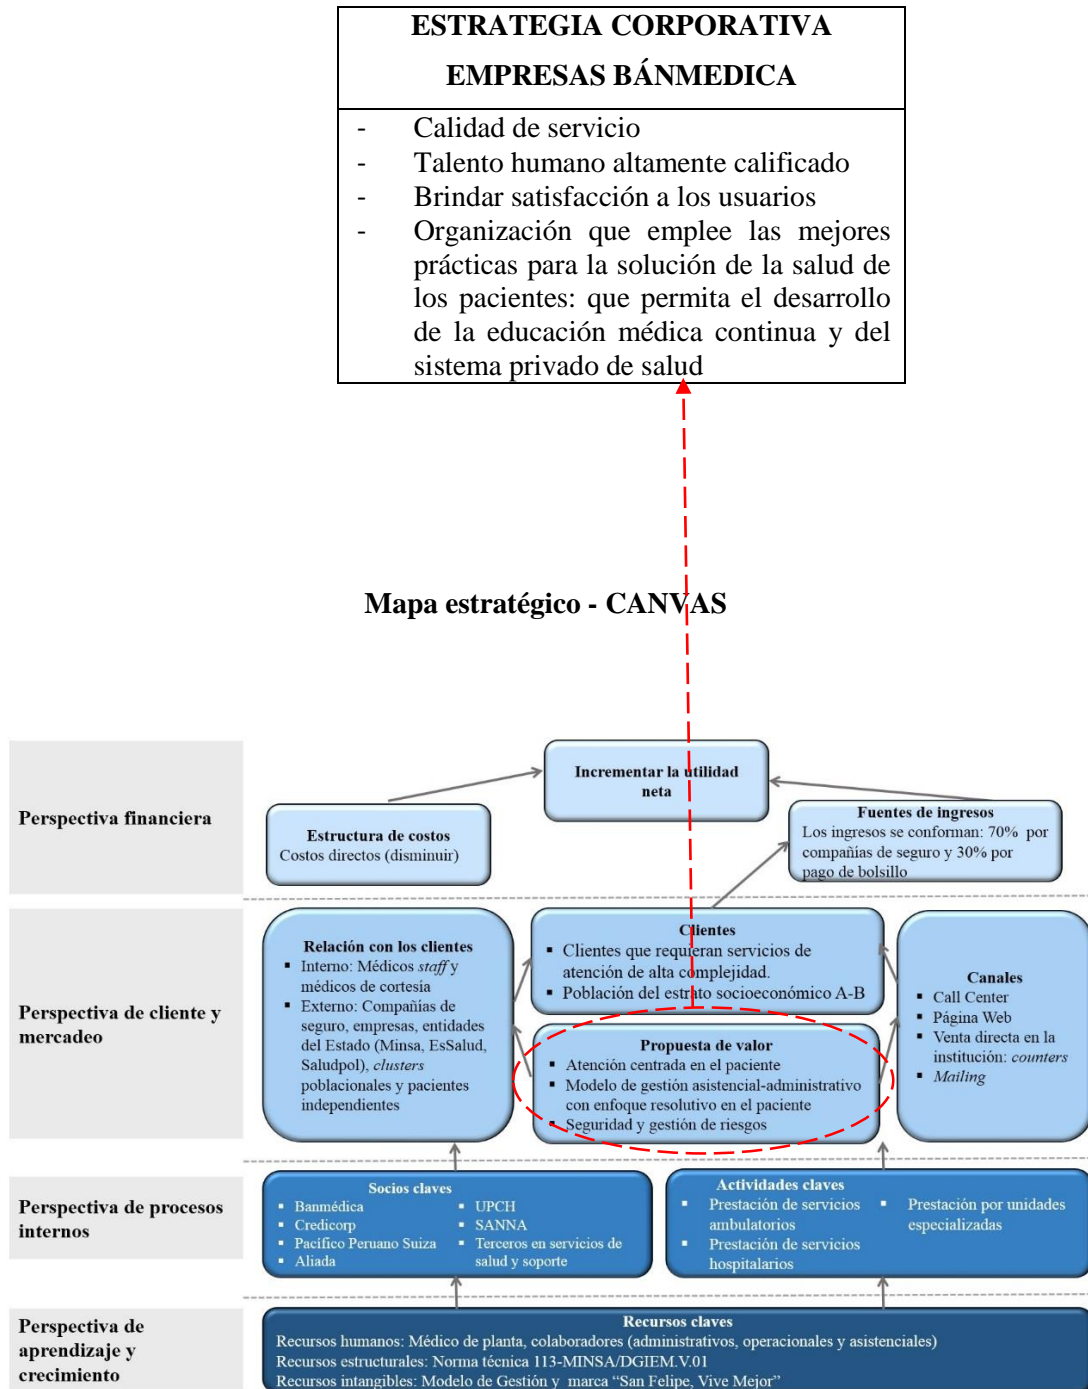 ESTRATEGIA CORPORATIVA
EMPRESAS BÁNMEDICA
- Calidad de servicio
- Talento humano altamente calificado
- Brindar satisfacción a los usuarios
- Organización que emplee las mejores
prácticas para la solución de la salud de
los pacientes: que permita el desarrollo
de la educación médica continua y del
sistema privado de salud
Mapa estratégico - CANVAS
Perspectiva financiera
Incrementar la utilidad
neta
Estructura de costos
Costos directos (disminuir)
Fuentes de ingresos
Los ingresos se conforman: 70% por
compañías de seguro y 30% por
pago de bolsillo
Perspectiva de cliente y
mercadeo
Relación con los clientes
▪ Interno: Médicos staff y
médicos de cortesía
▪ Externo: Compañías de
seguro, empresas, entidades
del Estado (Minsa, EsSalud,
Saludpol), clusters
poblacionales y pacientes
independientes
Clientes
▪ Clientes que requieran servicios de
atención de alta complejidad.
▪ Población del estrato socioeconómico A-B
Propuesta de valor
▪ Atención centrada en el paciente
▪ Modelo de gestión asistencial-administrativo
con enfoque resolutivo en el paciente
▪ Seguridad y gestión de riesgos
Canales
▪ Call Center
▪ Página Web
▪ Venta directa en la
institución: counters
▪ Mailing
Perspectiva de procesos
internos
Socios claves
▪ Banmédica
▪ Credicorp
▪ Pacífico Peruano Suiza
▪ Aliada
▪ UPCH
▪ SANNA
▪ Terceros en servicios de
salud y soporte
Actividades claves
▪ Prestación de servicios
ambulatorios
▪ Prestación de servicios
hospitalarios
▪ Prestación por unidades
especializadas
Perspectiva de
aprendizaje y
crecimiento
Recursos claves
Recursos humanos: Médico de planta, colaboradores (administrativos, operacionales y asistenciales)
Recursos estructurales: Norma técnica 113-MINSA/DGIEM.V.01
Recursos intangibles: Modelo de Gestión y marca “San Felipe, Vive Mejor”